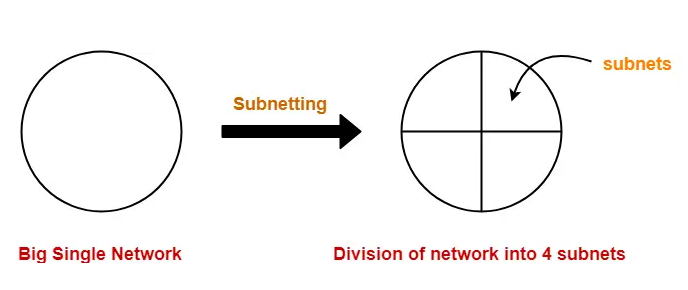 Subnetting
subnets
Big Single Network
Division of network into 4 subnets